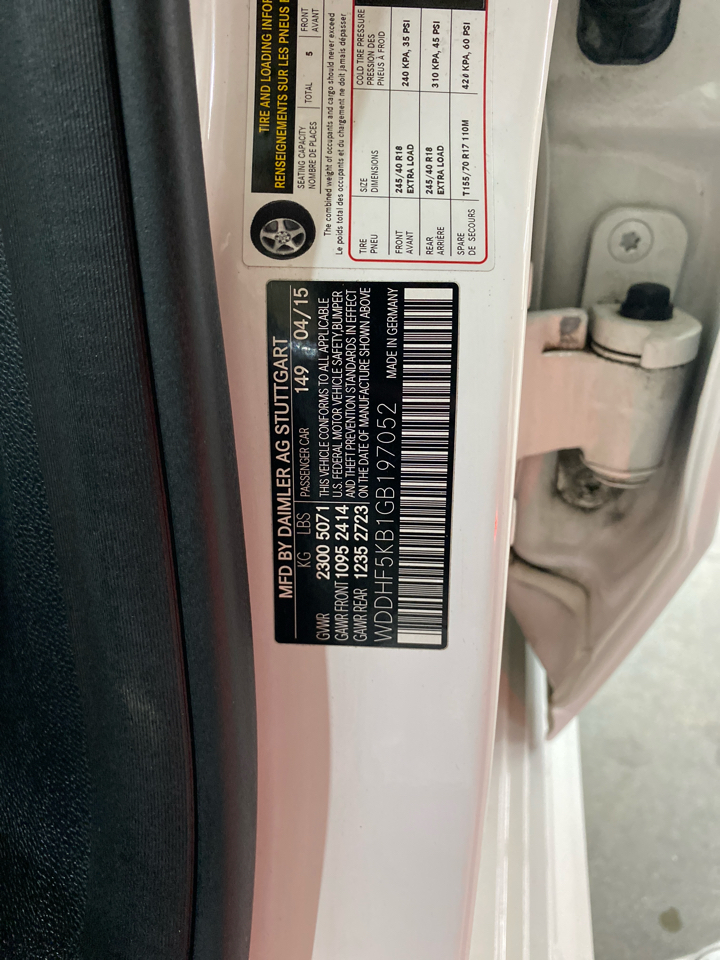 TIRE AND LOADING INFOR
RENSEIGNEMENTS SUR LES PNEUS E
SEATING CAPACITY
NOMBRE DE PLACES
TOTAL 5
FRONT
AVANT
The combined weight of occupants and cargo should never exceed
Le poids total des occupants et du chargement ne doit jamais dépasser
TIRE
PNEU
SIZE
DIMENSIONS
COLD TIRE PRESSURE
PRESSION DES
PNEUS À FROID
FRONT
AVANT
245/40 R18
EXTRA LOAD
240 KPA, 35 PSI
REAR
ARRIÈRE
245/40 R18
EXTRA LOAD
310 KPA, 45 PSI
SPARE
DE SECOURS
T155/70 R17 110M
420 KPA, 60 PSI
MFD BY DAIMLER AG STUTTGART
KG LBS PASSENGER CAR 149 04/15
GVWR 2300 5071
GAWR FRONT 1095 2414
GAWR REAR 1235 2723
THIS VEHICLE CONFORMS TO ALL APPLICABLE
U.S. FEDERAL MOTOR VEHICLE SAFETY,BUMPER
AND THEFT PREVENTION STANDARDS IN EFFECT
ON THE DATE OF MANUFACTURE SHOWN ABOVE
WDDHF5KB1GB197052 MADE IN GERMANY